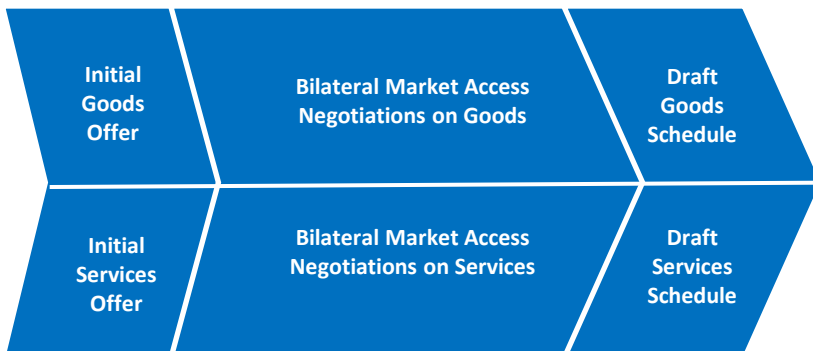 Initial
Goods
Offer
Bilateral Market Access
Negotiations on Goods
Draft
Goods
Schedule
Initial
Services
Offer
Bilateral Market Access
Negotiations on Services
Draft
Services
Schedule